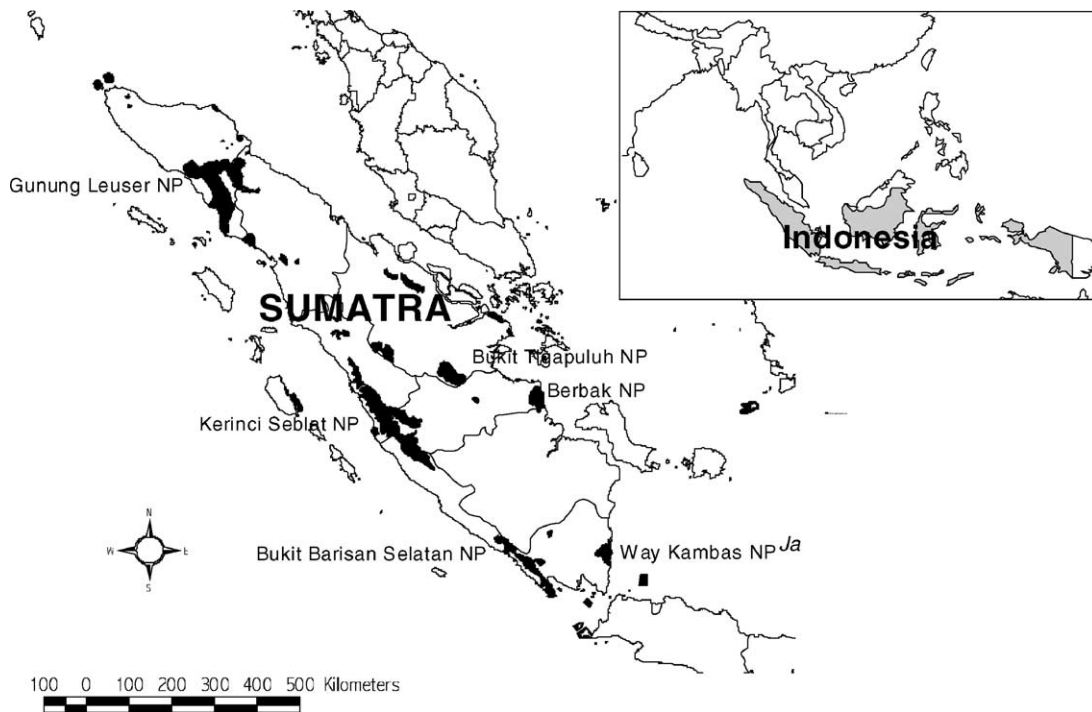 Indonesia
Gunung Leuser NP
SUMATRA
Bukit Tigapuluh NP
Berbak NP
Kerinci Seblat NP
N
W E
S
Bukit Barisan Selatan NP
Way Kambas NP
Ja
100 0 100 200 300 400 500 Kilometers